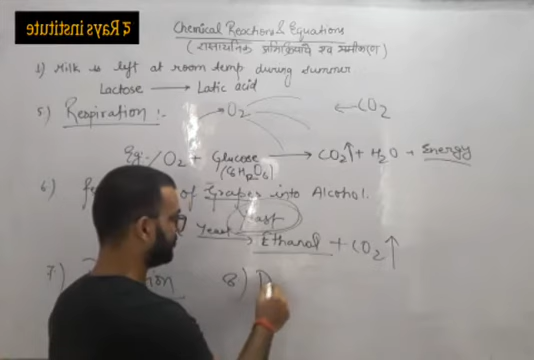 Z Rays institute
Chemical Reactions & Equations
(रासायनिक अभिक्रियाएँ एवं समीकरण)
1) Milk is left at room temp during summer
Lactose → Latic acid
5) Respiration :-
O2 ← CO2
Eg:- O2 + Glucose → CO2↑ + H2O + Energy
(C6H12O6)
6) of Grapes into Alcohol.
Yeast
Yeast → Ethanol + CO2↑
7)
8) D